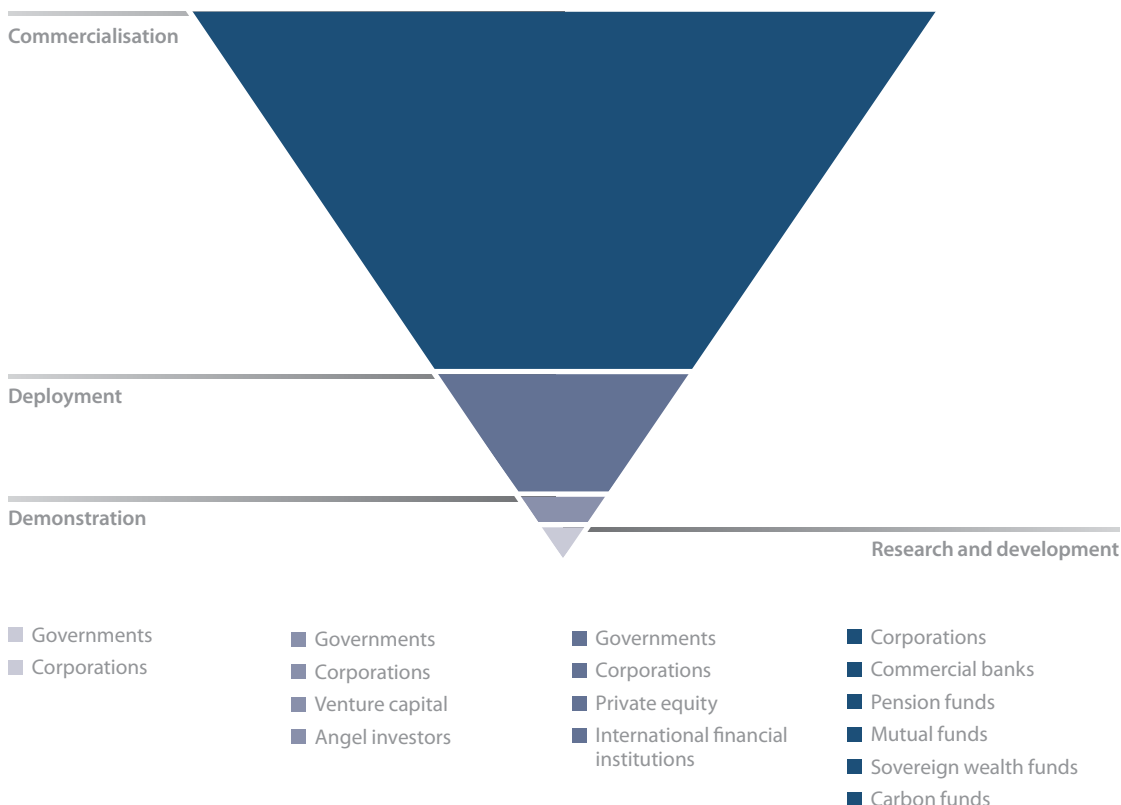 Commercialisation
Deployment
Demonstration
Research and development
Governments
Corporations
Governments
Corporations
Venture capital
Angel investors
Governments
Corporations
Private equity
International financial
institutions
Corporations
Commercial banks
Pension funds
Mutual funds
Sovereign wealth funds
Carbon funds